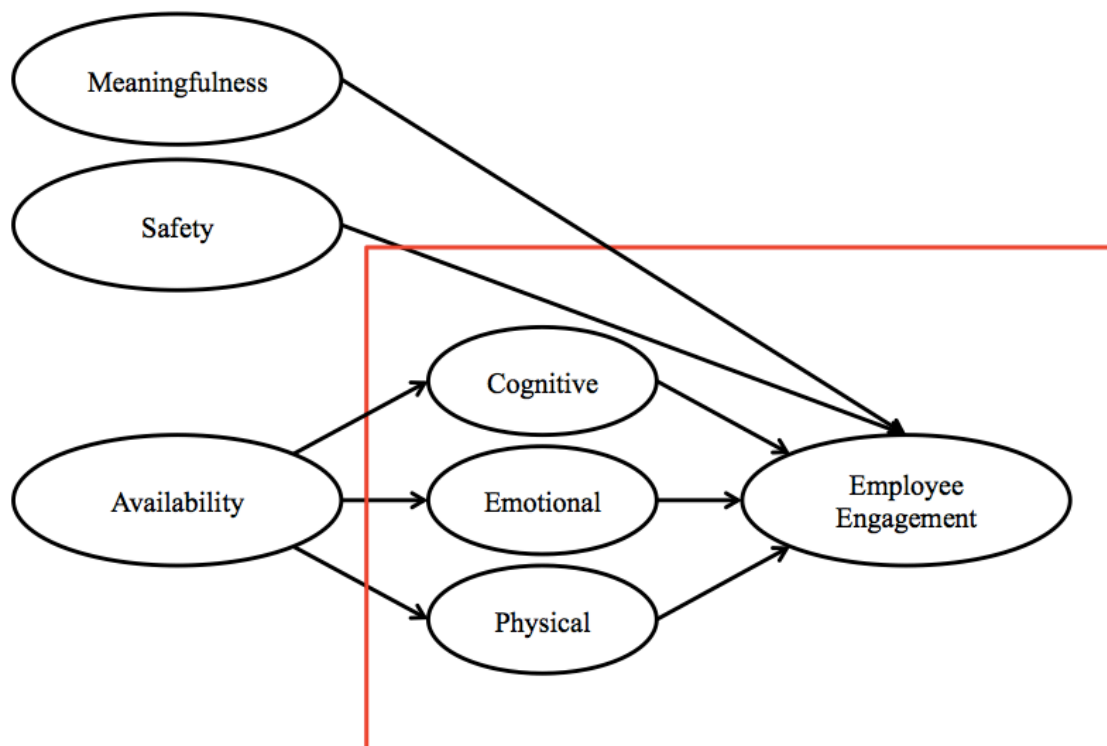 Meaningfulness
Safety
Cognitive
Availability
Emotional
Employee
Engagement
Physical